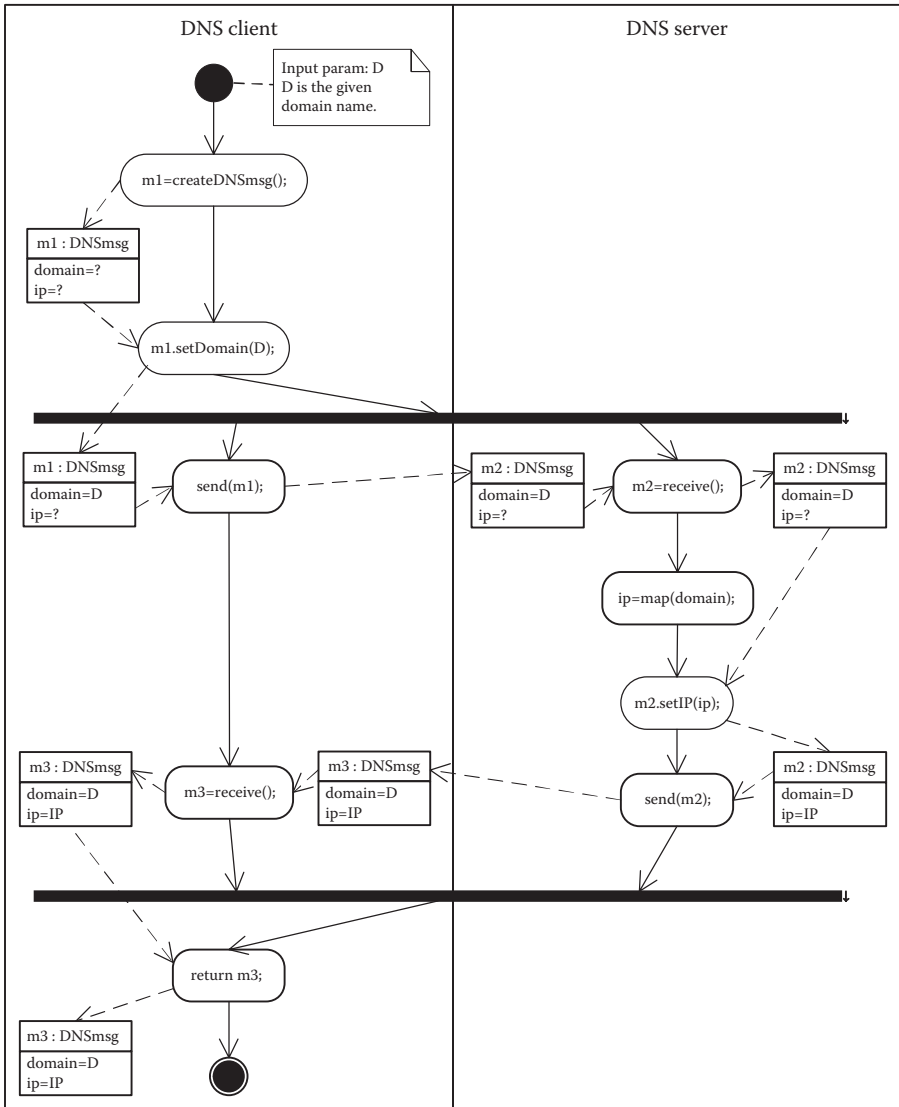 DNS client
DNS server
Input param: D
D is the given
domain name.
m1=createDNSmsg();
m1 : DNSmsg
domain=?
ip=?
m1.setDomain(D);
m1 : DNSmsg
domain=D
ip=?
send(m1);
m2 : DNSmsg
domain=D
ip=?
m2=receive();
m2 : DNSmsg
domain=D
ip=?
ip=map(domain);
m2.setIP(ip);
m3 : DNSmsg
domain=D
ip=IP
m3=receive();
m3 : DNSmsg
domain=D
ip=IP
send(m2);
m2 : DNSmsg
domain=D
ip=IP
return m3;
m3 : DNSmsg
domain=D
ip=IP